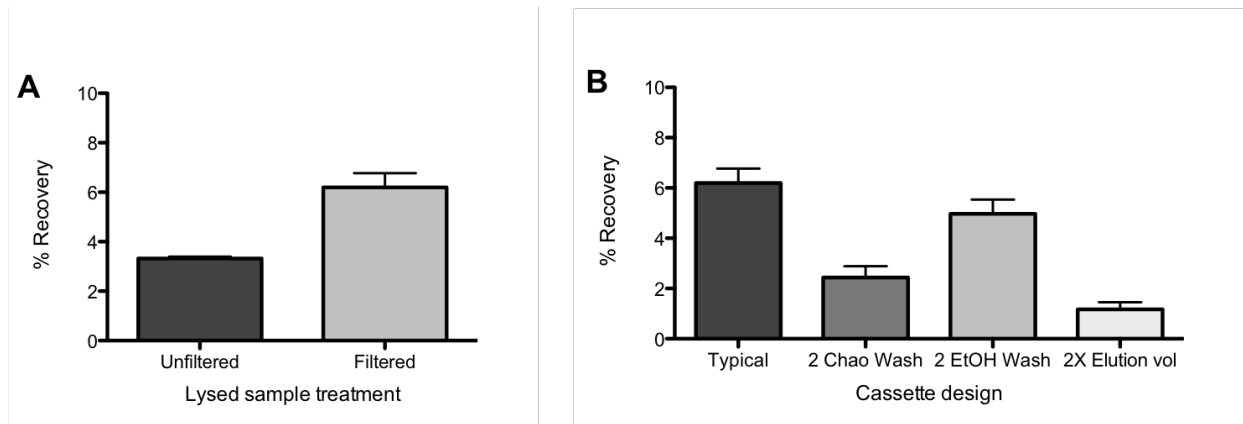 A
10
8
6
4
2
0
% Recovery
Unfiltered Filtered
Lysed sample treatment
B
10
8
6
4
2
0
% Recovery
Typical 2 Chao Wash 2 EtOH Wash 2X Elution vol
Cassette design